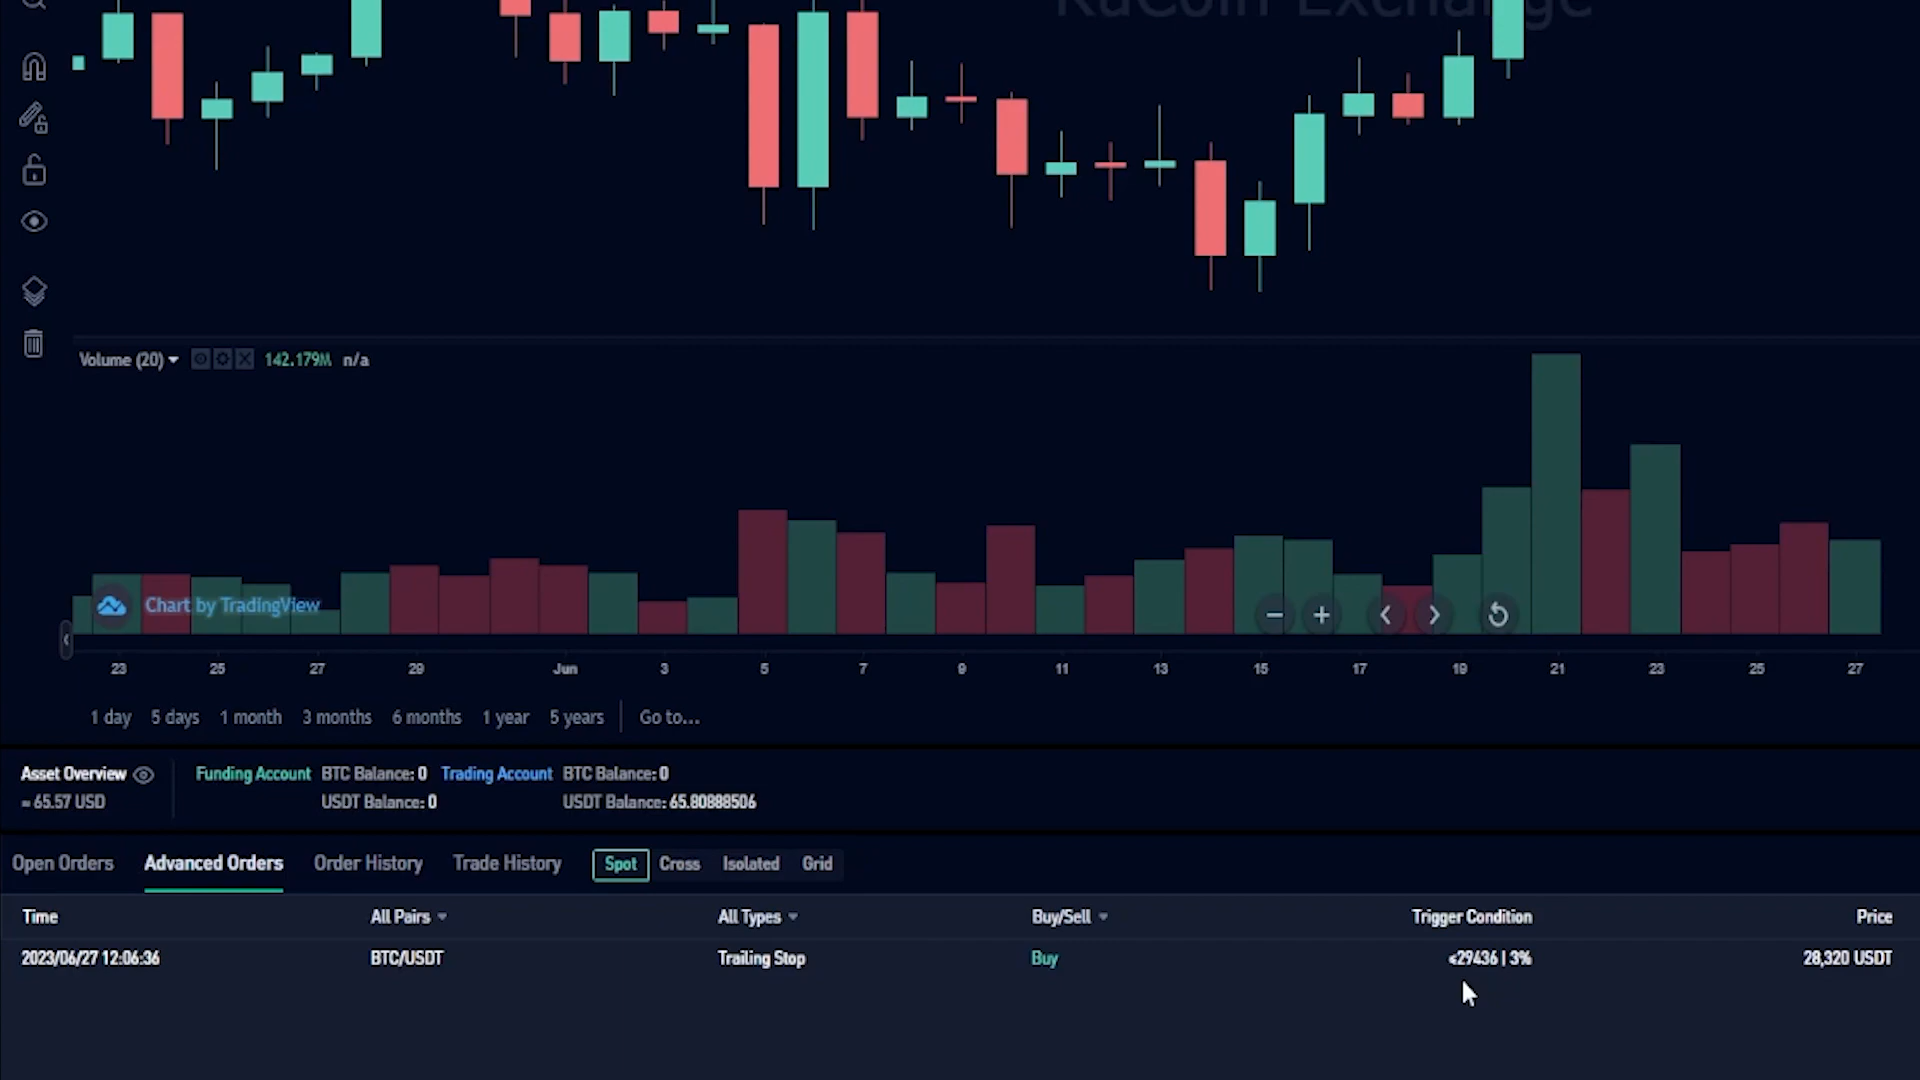 KuCoin Exchange
Volume (20) 142.179M n/a
Chart by TradingView
23 25 27 29 Jun 3 5 7 9 11 13 15 17 19 21 23 25 27
1 day 5 days 1 month 3 months 6 months 1 year 5 years Go to...
Asset Overview Funding Account BTC Balance: 0 Trading Account BTC Balance: 0
≈ 65.57 USD USDT Balance: 0 USDT Balance: 65.80888506
Open Orders Advanced Orders Order History Trade History Spot Cross Isolated Grid
Time All Pairs All Types Buy/Sell Trigger Condition Price
2023/06/27 12:06:36 BTC/USDT Trailing Stop Buy ≤29436 | 3% 28,320 USDT